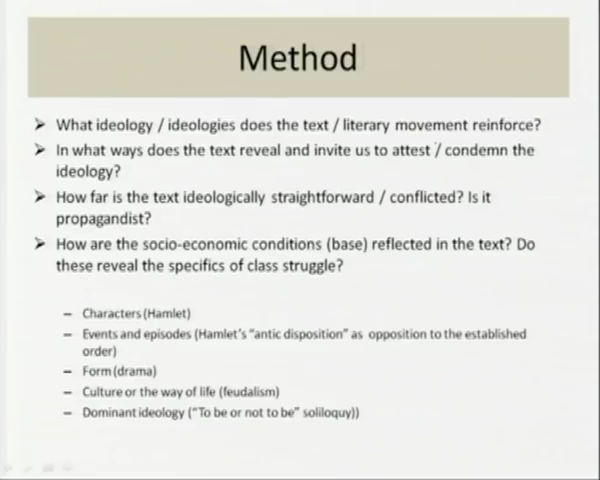 Method
➤ What ideology / ideologies does the text / literary movement reinforce?
➤ In what ways does the text reveal and invite us to attest / condemn the
ideology?
➤ How far is the text ideologically straightforward / conflicted? Is it
propagandist?
➤ How are the socio-economic conditions (base) reflected in the text? Do
these reveal the specifics of class struggle?
– Characters (Hamlet)
– Events and episodes (Hamlet's "antic disposition" as opposition to the established
order)
– Form (drama)
– Culture or the way of life (feudalism)
– Dominant ideology ("To be or not to be" soliloquy))